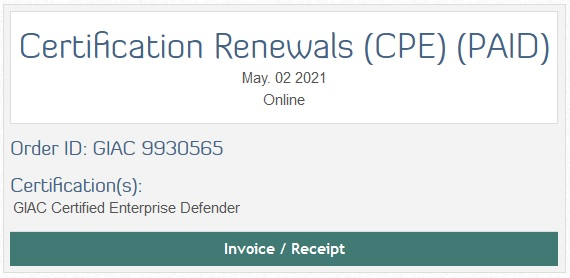 Certification Renewals (CPE) (PAID)
May. 02 2021
Online
Order ID: GIAC 9930565
Certification(s):
GIAC Certified Enterprise Defender
Invoice / Receipt